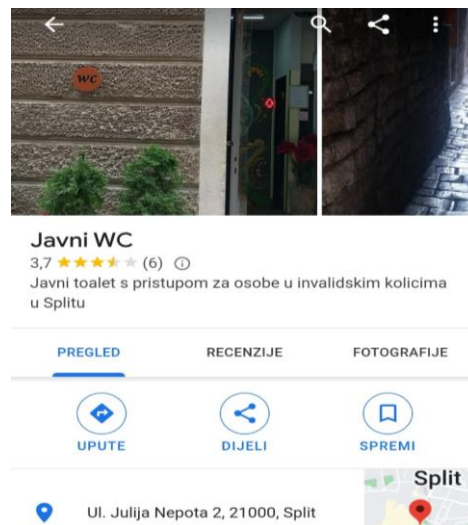 WC
Javni WC
3,7 (6)
Javni toalet s pristupom za osobe u invalidskim kolicima
u Splitu
PREGLED RECENZIJE FOTOGRAFIJE
UPUTE DIJELI SPREMI
Split
Ul. Julija Nepota 2, 21000, Split